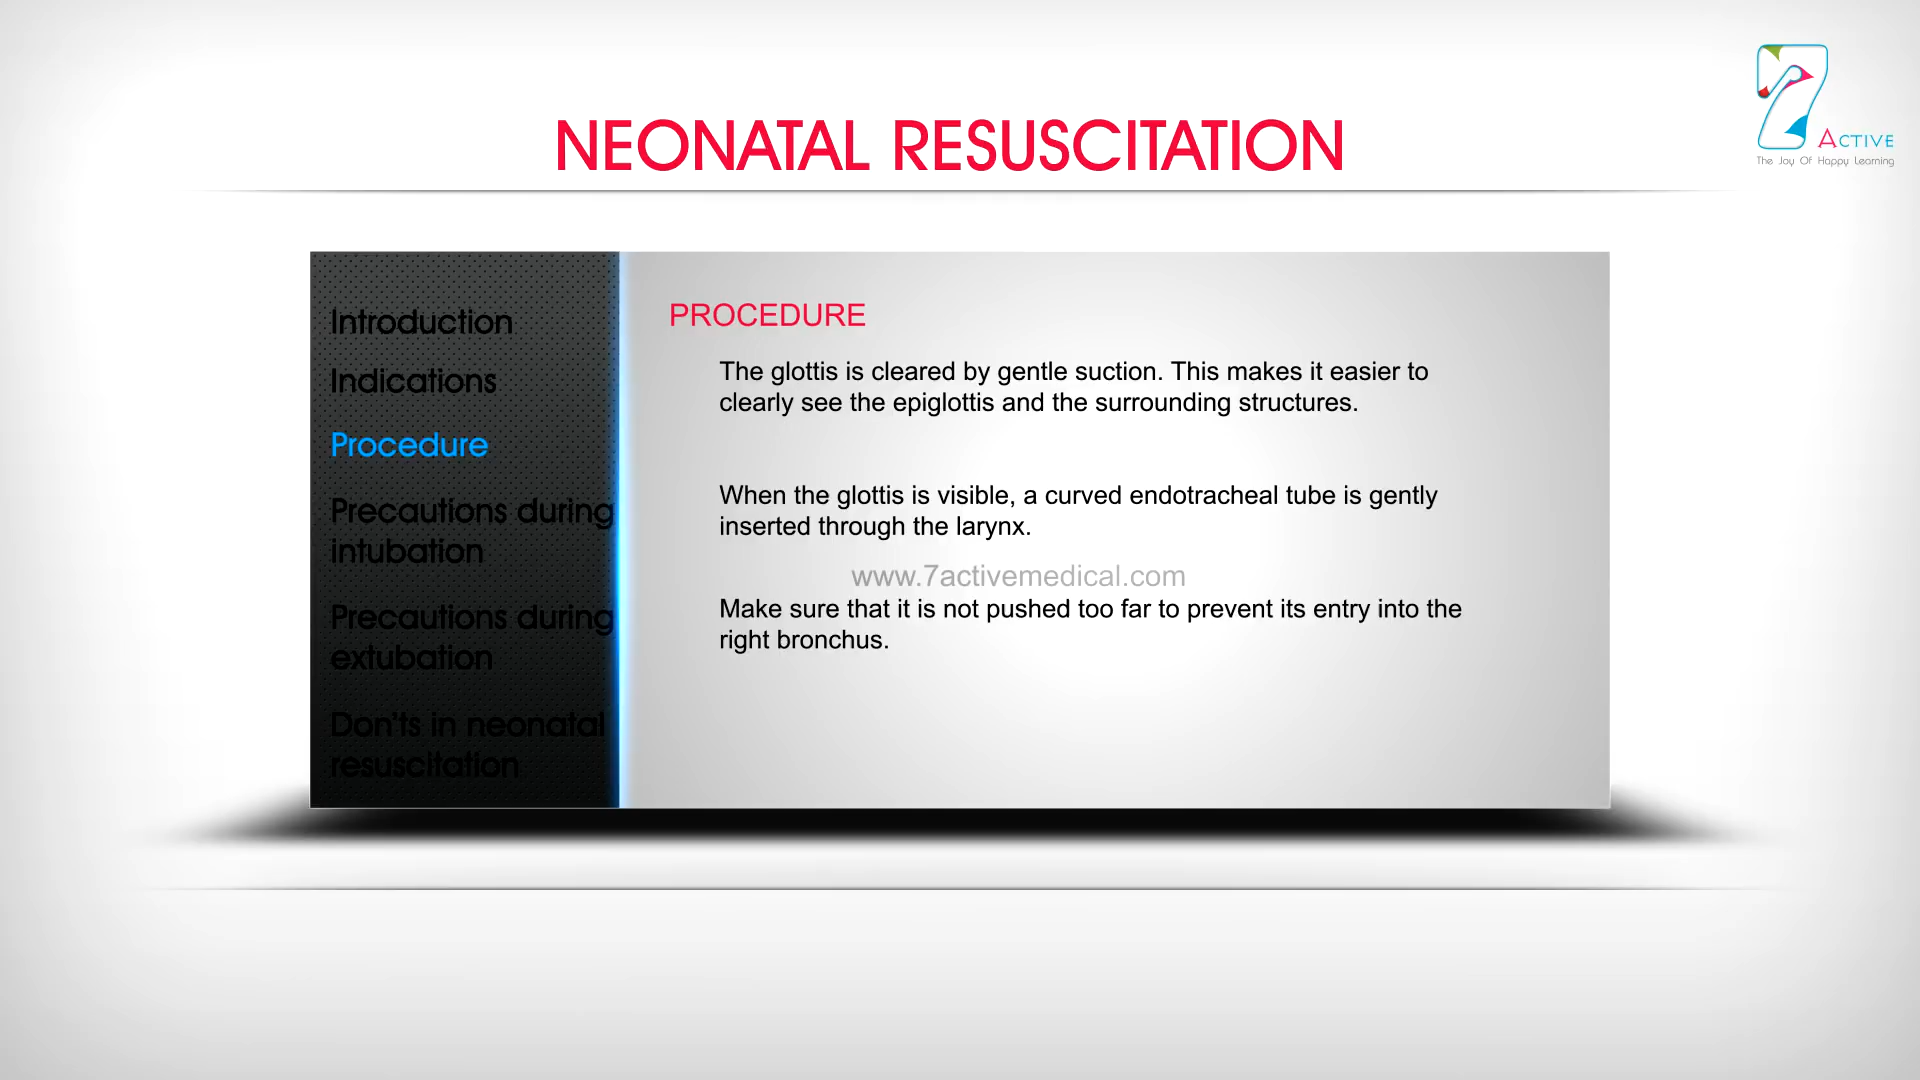 NEONATAL RESUSCITATION
7
ACTIVE
The Joy Of Happy Learning
Introduction
Indications
Procedure
Precautions during
intubation
Precautions during
extubation
Don'ts in neonatal
resuscitation
PROCEDURE
The glottis is cleared by gentle suction. This makes it easier to
clearly see the epiglottis and the surrounding structures.
When the glottis is visible, a curved endotracheal tube is gently
inserted through the larynx.
www.7activemedical.com
Make sure that it is not pushed too far to prevent its entry into the
right bronchus.